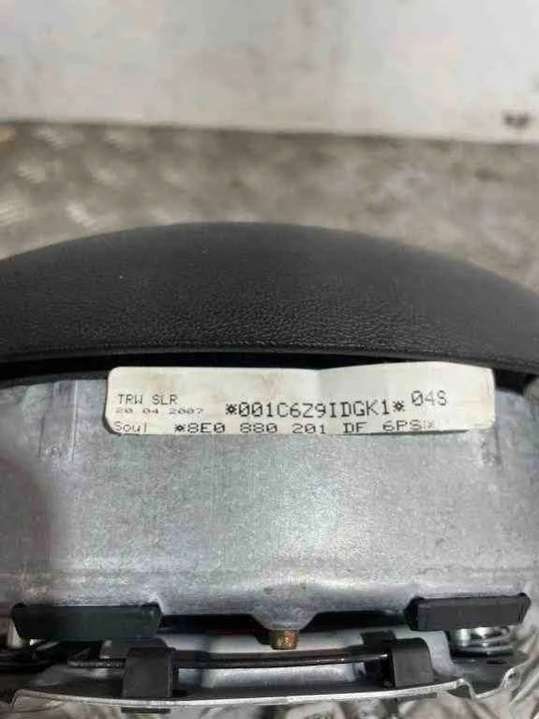 TRW SLR
20 04 2007 *001C6Z9IDGK1* 04S
Soul *8E0 880 201 DF 6PS*